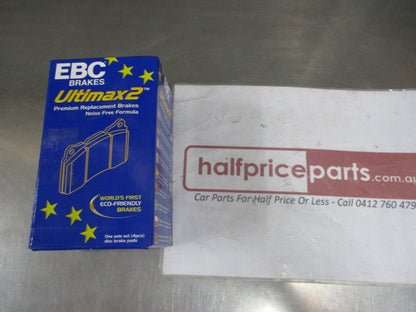 EBC
BRAKES
Ultimax2™
Premium Replacement Brakes
Noise Free Formula
WORLD'S FIRST
ECO-FRIENDLY
BRAKES
One axle set (4pcs)
disc brake pads
halfpriceparts.com.au
Car Parts For Half Price Or Less - Call 0412 760 479